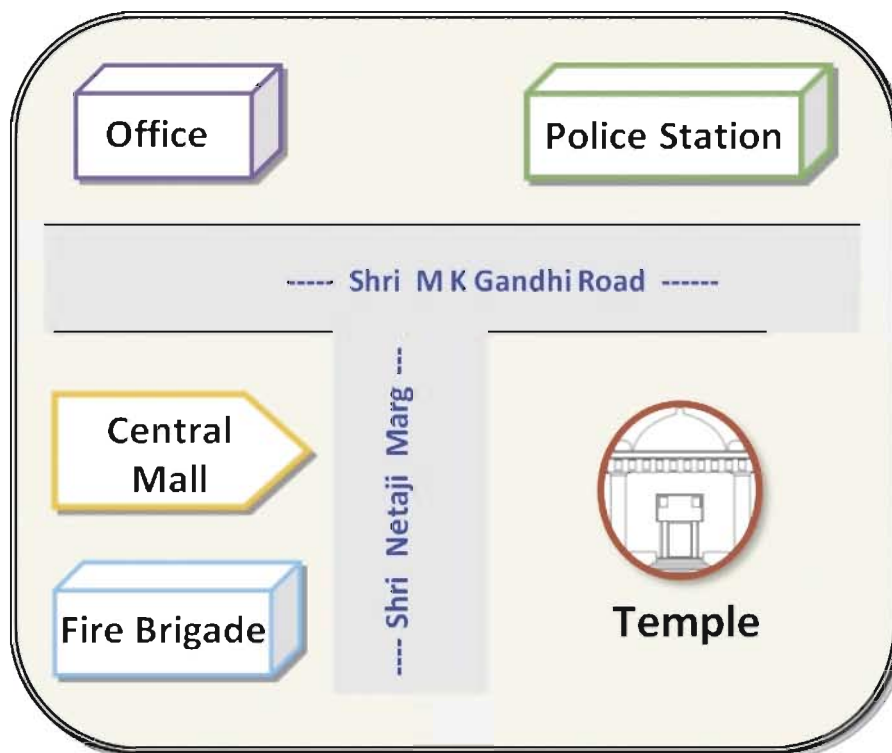 Office
Police Station
----- Shri M K Gandhi Road ------
---- Shri Netaji Marg ---
Central
Mall
Fire Brigade
Temple